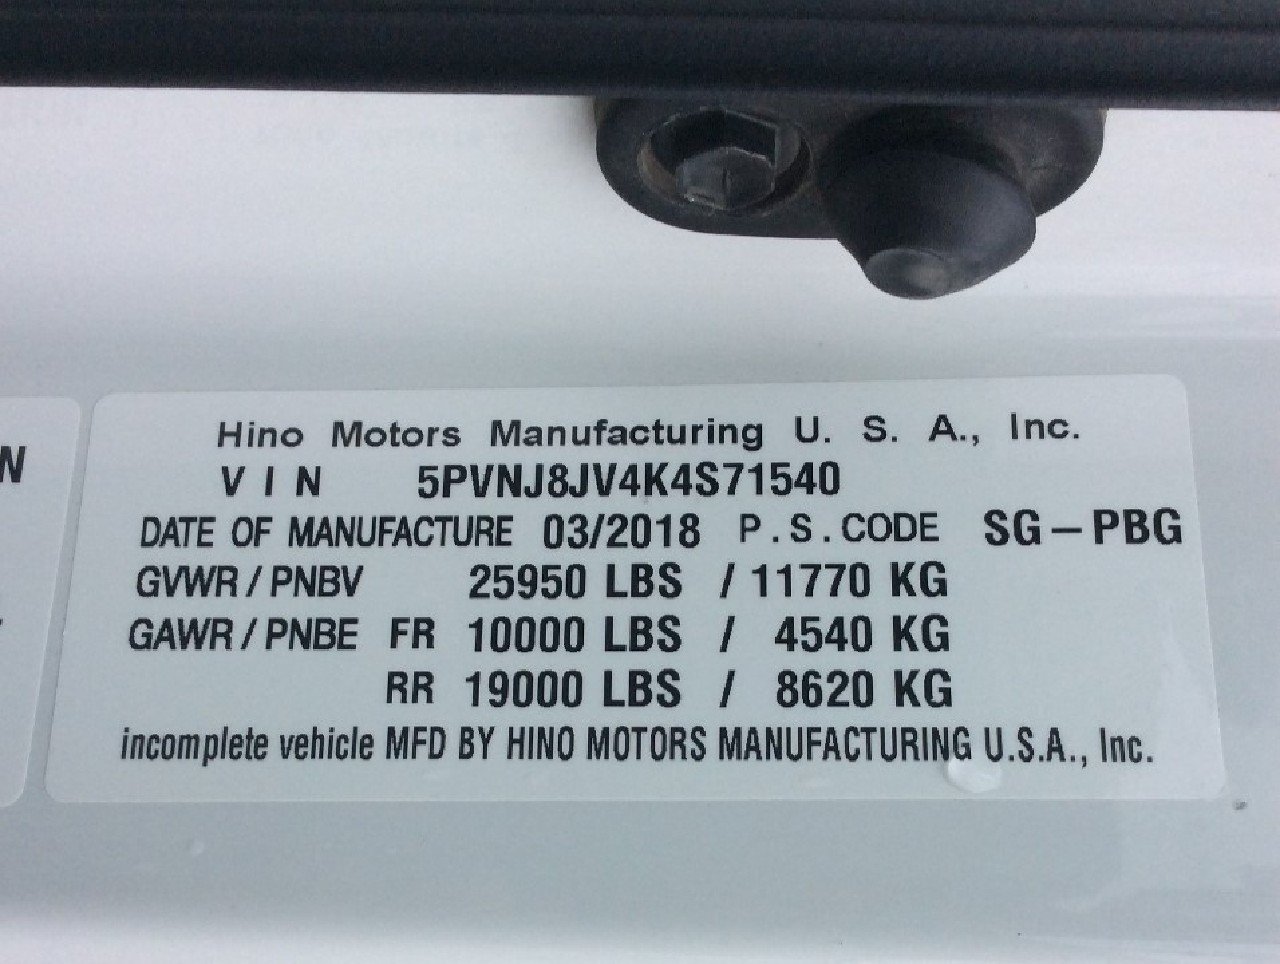 Hino Motors Manufacturing U. S. A., Inc.
VIN 5PVNJ8JV4K4S71540
DATE OF MANUFACTURE 03/2018 P.S.CODE SG-PBG
GVWR/PNBV 25950 LBS / 11770 KG
GAWR/PNBE FR 10000 LBS / 4540 KG
RR 19000 LBS / 8620 KG
incomplete vehicle MFD BY HINO MOTORS MANUFACTURING U.S.A., Inc.